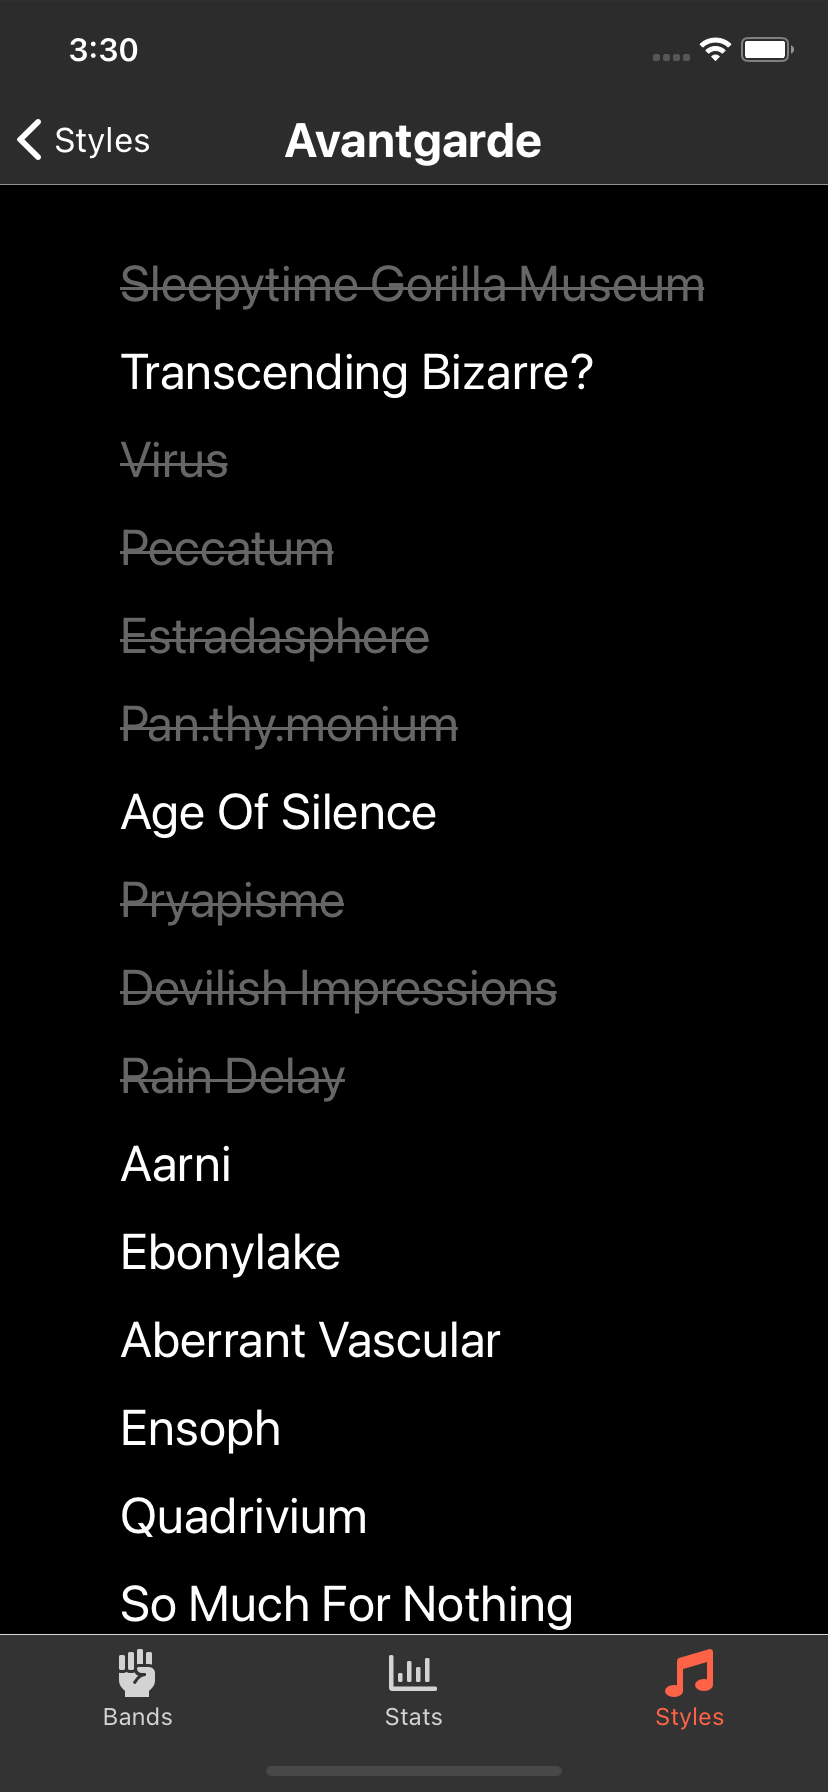 3:30
Styles
Avantgarde
Sleepytime Gorilla Museum
Transcending Bizarre?
Virus
Peccatum
Estradasphere
Pan.thy.monium
Age Of Silence
Pryapisme
Devilish Impressions
Rain Delay
Aarni
Ebonylake
Aberrant Vascular
Ensoph
Quadrivium
So Much For Nothing
Bands
Stats
Styles